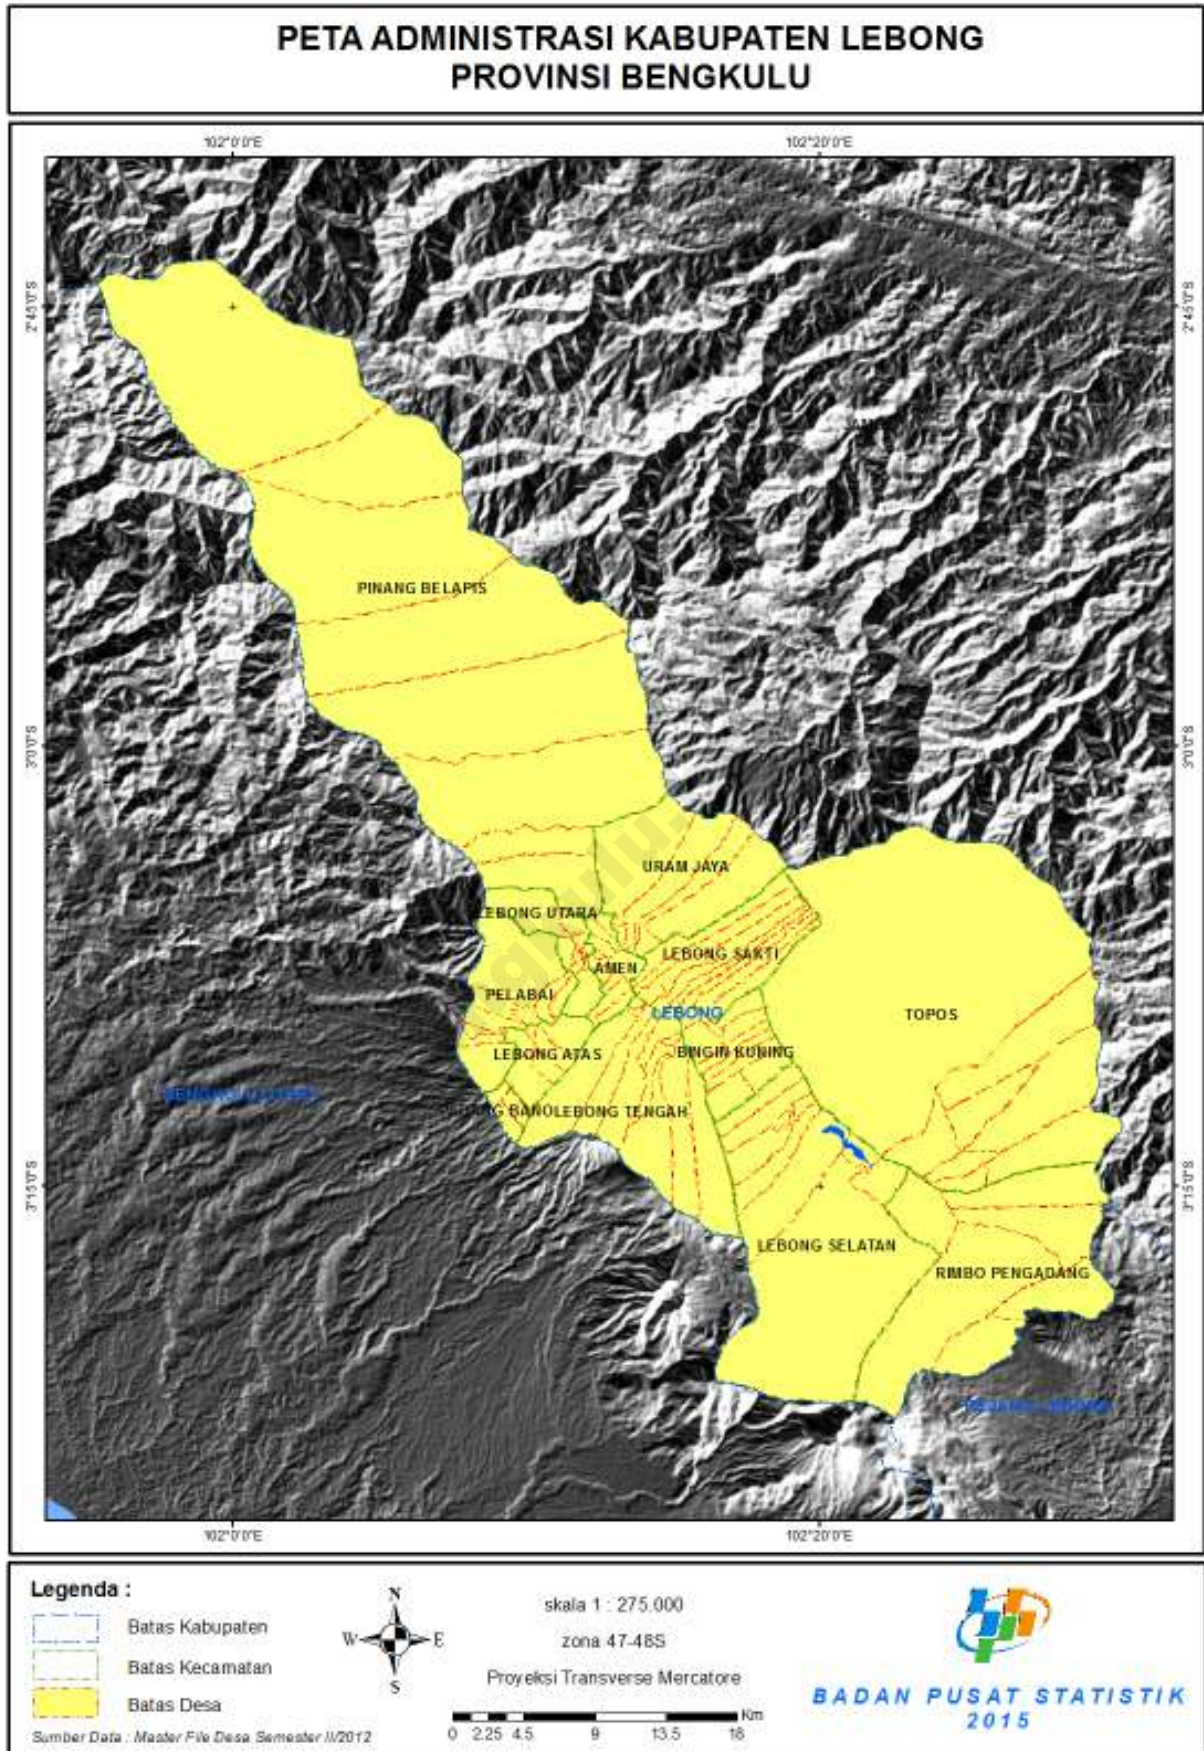 PETA ADMINISTRASI KABUPATEN LEBONG
PROVINSI BENGKULU
102°0'0"E
102°20'0"E
2°45'0"S
2°45'0"S
PINANG BELAPIS
3°0'0"S
3°0'0"S
URAM JAYA
LEBONG UTARA
LEBONG SAKTI
AMEN
PELABAI
LEBONG
TOPOS
BINGIN KUNING
LEBONG ATAS
LEBONG TENGAH
3°15'0"S
3°15'0"S
LEBONG SELATAN
RIMBO PENGADANG
102°0'0"E
102°20'0"E
Legenda :
Batas Kabupaten
Batas Kecamatan
Batas Desa
Sumber Data : Master File Desa Semester II/2012
N
W
E
S
skala 1 : 275.000
zona 47-48S
Proyeksi Transverse Mercatore
Km
0 2.25 4.5 9 13.5 18
BADAN PUSAT STATISTIK
2015